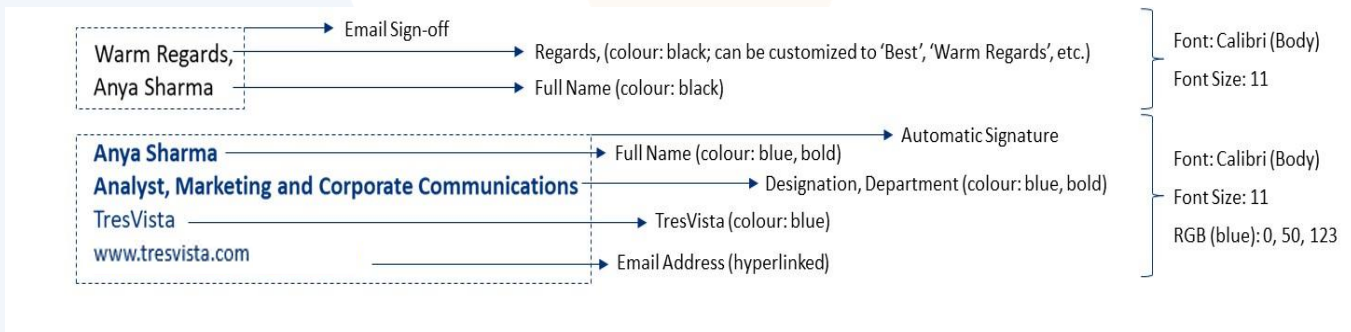 Email Sign-off
Warm Regards,
Regards, (colour: black; can be customized to 'Best', 'Warm Regards', etc.)
Anya Sharma
Full Name (colour: black)
Font: Calibri (Body)
Font Size: 11
Automatic Signature
Anya Sharma
Full Name (colour: blue, bold)
Analyst, Marketing and Corporate Communications
Designation, Department (colour: blue, bold)
TresVista
TresVista (colour: blue)
www.tresvista.com
Email Address (hyperlinked)
Font: Calibri (Body)
Font Size: 11
RGB (blue): 0, 50, 123